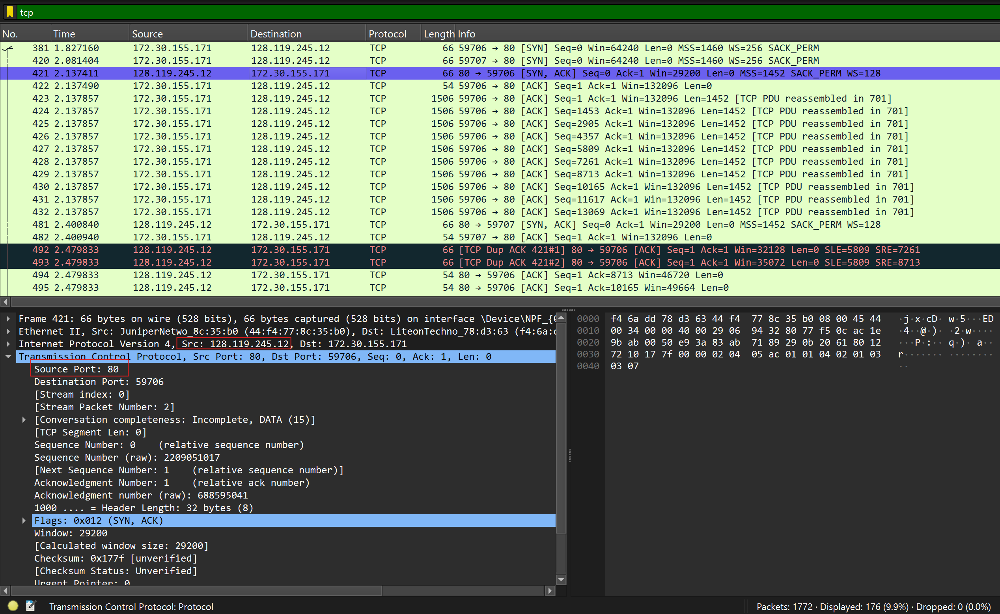 tcp
No. Time Source Destination Protocol Length Info
381 1.827160 172.30.155.171 128.119.245.12 TCP 66 59706 → 80 [SYN] Seq=0 Win=64240 Len=0 MSS=1460 WS=256 SACK_PERM
420 2.081404 172.30.155.171 128.119.245.12 TCP 66 59707 → 80 [SYN] Seq=0 Win=64240 Len=0 MSS=1460 WS=256 SACK_PERM
421 2.137411 128.119.245.12 172.30.155.171 TCP 66 80 → 59706 [SYN, ACK] Seq=0 Ack=1 Win=29200 Len=0 MSS=1452 SACK_PERM WS=128
422 2.137490 172.30.155.171 128.119.245.12 TCP 54 59706 → 80 [ACK] Seq=1 Ack=1 Win=132096 Len=0
423 2.137857 172.30.155.171 128.119.245.12 TCP 1506 59706 → 80 [ACK] Seq=1 Ack=1 Win=132096 Len=1452 [TCP PDU reassembled in 701]
424 2.137857 172.30.155.171 128.119.245.12 TCP 1506 59706 → 80 [ACK] Seq=1453 Ack=1 Win=132096 Len=1452 [TCP PDU reassembled in 701]
425 2.137857 172.30.155.171 128.119.245.12 TCP 1506 59706 → 80 [ACK] Seq=2905 Ack=1 Win=132096 Len=1452 [TCP PDU reassembled in 701]
426 2.137857 172.30.155.171 128.119.245.12 TCP 1506 59706 → 80 [ACK] Seq=4357 Ack=1 Win=132096 Len=1452 [TCP PDU reassembled in 701]
427 2.137857 172.30.155.171 128.119.245.12 TCP 1506 59706 → 80 [ACK] Seq=5809 Ack=1 Win=132096 Len=1452 [TCP PDU reassembled in 701]
428 2.137857 172.30.155.171 128.119.245.12 TCP 1506 59706 → 80 [ACK] Seq=7261 Ack=1 Win=132096 Len=1452 [TCP PDU reassembled in 701]
429 2.137857 172.30.155.171 128.119.245.12 TCP 1506 59706 → 80 [ACK] Seq=8713 Ack=1 Win=132096 Len=1452 [TCP PDU reassembled in 701]
430 2.137857 172.30.155.171 128.119.245.12 TCP 1506 59706 → 80 [ACK] Seq=10165 Ack=1 Win=132096 Len=1452 [TCP PDU reassembled in 701]
431 2.137857 172.30.155.171 128.119.245.12 TCP 1506 59706 → 80 [ACK] Seq=11617 Ack=1 Win=132096 Len=1452 [TCP PDU reassembled in 701]
432 2.137857 172.30.155.171 128.119.245.12 TCP 1506 59706 → 80 [ACK] Seq=13069 Ack=1 Win=132096 Len=1452 [TCP PDU reassembled in 701]
481 2.400840 128.119.245.12 172.30.155.171 TCP 66 80 → 59707 [SYN, ACK] Seq=0 Ack=1 Win=29200 Len=0 MSS=1452 SACK_PERM WS=128
482 2.400940 172.30.155.171 128.119.245.12 TCP 54 59707 → 80 [ACK] Seq=1 Ack=1 Win=132096 Len=0
492 2.479833 128.119.245.12 172.30.155.171 TCP 66 [TCP Dup ACK 421#1] 80 → 59706 [ACK] Seq=1 Ack=1 Win=32128 Len=0 SLE=5809 SRE=7261
493 2.479833 128.119.245.12 172.30.155.171 TCP 66 [TCP Dup ACK 421#2] 80 → 59706 [ACK] Seq=1 Ack=1 Win=35072 Len=0 SLE=5809 SRE=8713
494 2.479833 128.119.245.12 172.30.155.171 TCP 54 80 → 59706 [ACK] Seq=1 Ack=8713 Win=46720 Len=0
495 2.479833 128.119.245.12 172.30.155.171 TCP 54 80 → 59706 [ACK] Seq=1 Ack=10165 Win=49664 Len=0
Frame 421: 66 bytes on wire (528 bits), 66 bytes captured (528 bits) on interface \Device\NPF_{
Ethernet II, Src: JuniperNetwo_8c:35:b0 (44:f4:77:8c:35:b0), Dst: LiteonTechno_78:d3:63 (f4:6a:
Internet Protocol Version 4, Src: 128.119.245.12, Dst: 172.30.155.171
Transmission Control Protocol, Src Port: 80, Dst Port: 59706, Seq: 0, Ack: 1, Len: 0
Source Port: 80
Destination Port: 59706
[Stream index: 0]
[Stream Packet Number: 2]
[Conversation completeness: Incomplete, DATA (15)]
[TCP Segment Len: 0]
Sequence Number: 0 (relative sequence number)
Sequence Number (raw): 2209051017
[Next Sequence Number: 1 (relative sequence number)]
Acknowledgment Number: 1 (relative ack number)
Acknowledgment number (raw): 688595041
1000 .... = Header Length: 32 bytes (8)
Flags: 0x012 (SYN, ACK)
Window: 29200
[Calculated window size: 29200]
Checksum: 0x177f [unverified]
[Checksum Status: Unverified]
Urgent Pointer: 0
0000 f4 6a dd 78 d3 63 44 f4 77 8c 35 b0 08 00 45 44 ·j·x·cD· w·5···ED
0010 00 34 00 00 40 00 29 06 94 32 80 77 f5 0c ac 1e ·4··@·)· ·2·w····
0020 9b ab 00 50 e9 3a 83 ab 71 89 29 0b 20 61 80 12 ···P·:·· q·)· a··
0030 72 10 17 7f 00 00 02 04 05 ac 01 01 04 02 01 03 r······· ········
0040 03 07 ··
Transmission Control Protocol: Protocol
Packets: 1772 · Displayed: 176 (9.9%) · Dropped: 0 (0.0%)